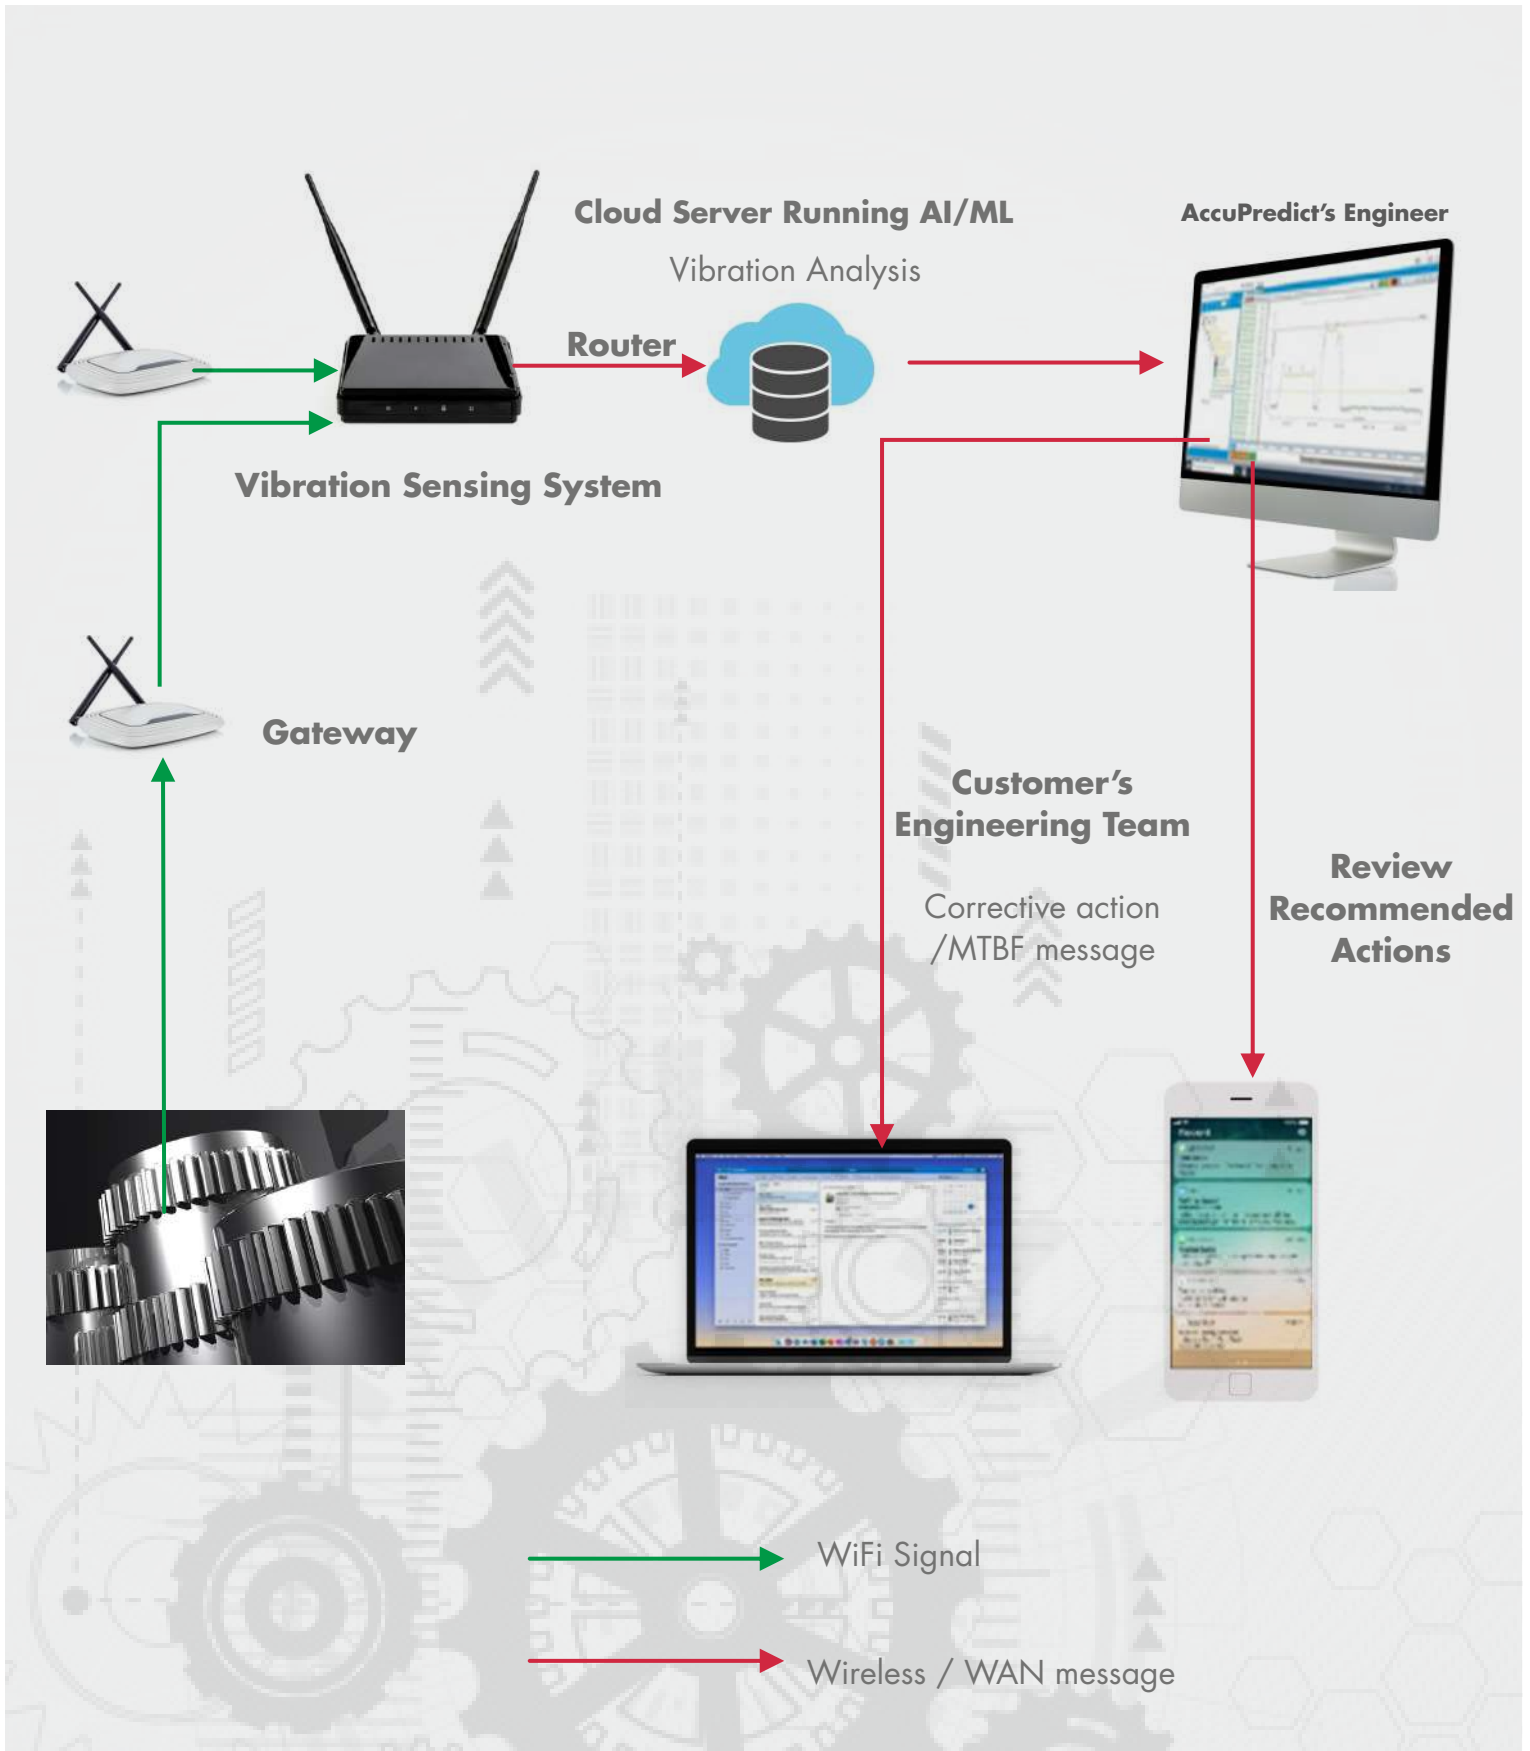 Cloud Server Running AI/ML
Vibration Analysis
AccuPredict’s Engineer
Router
Vibration Sensing System
Gateway
Customer’s
Engineering Team
Corrective action
/MTBF message
Review
Recommended
Actions
WiFi Signal
Wireless / WAN message